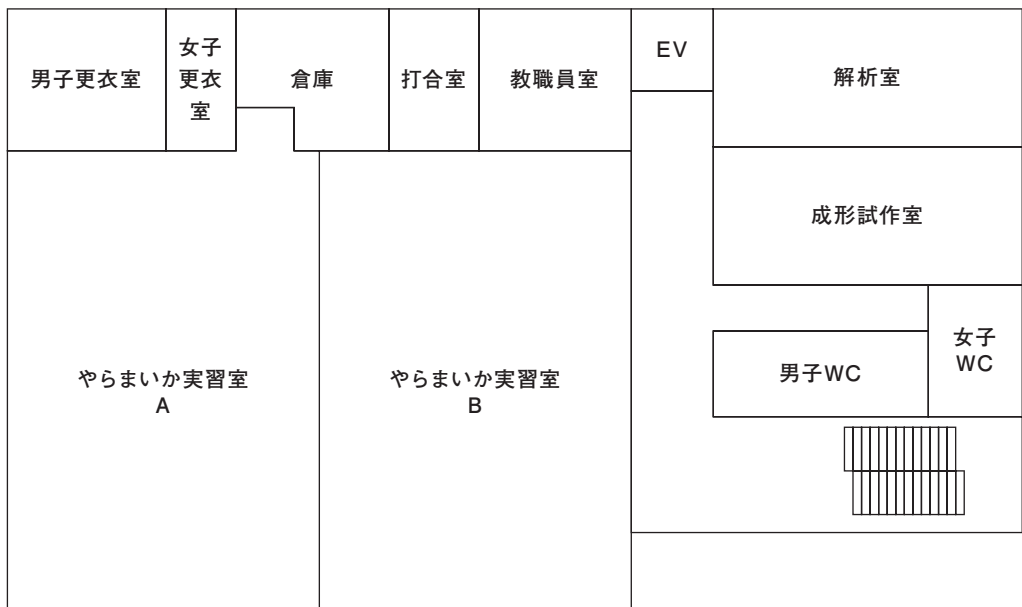 男子更衣室
女子
更衣
室
倉庫
打合室
教職員室
EV
解析室
成形試作室
やらまいか実習室
A
やらまいか実習室
B
男子WC
女子
WC